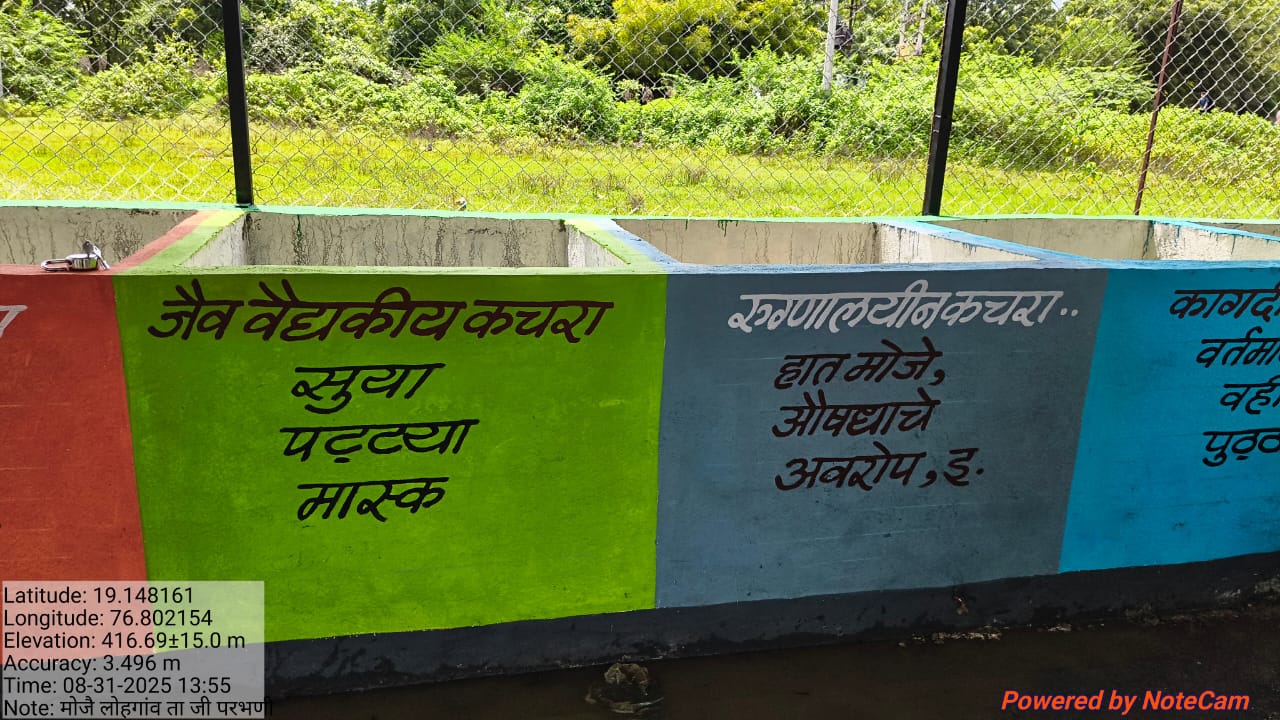 जैव वैद्यकीय कचरा
सुया
पट्टया
मास्क
रुग्णालयीन कचरा..
हात मोजे,
औषधाचे
अवरोप, इ.
Latitude: 19.148161
Longitude: 76.802154
Elevation: 416.69±15.0 m
Accuracy: 3.496 m
Time: 08-31-2025 13:55
Note: मोजै लोहगांव ता जी परभणी
Powered by NoteCam